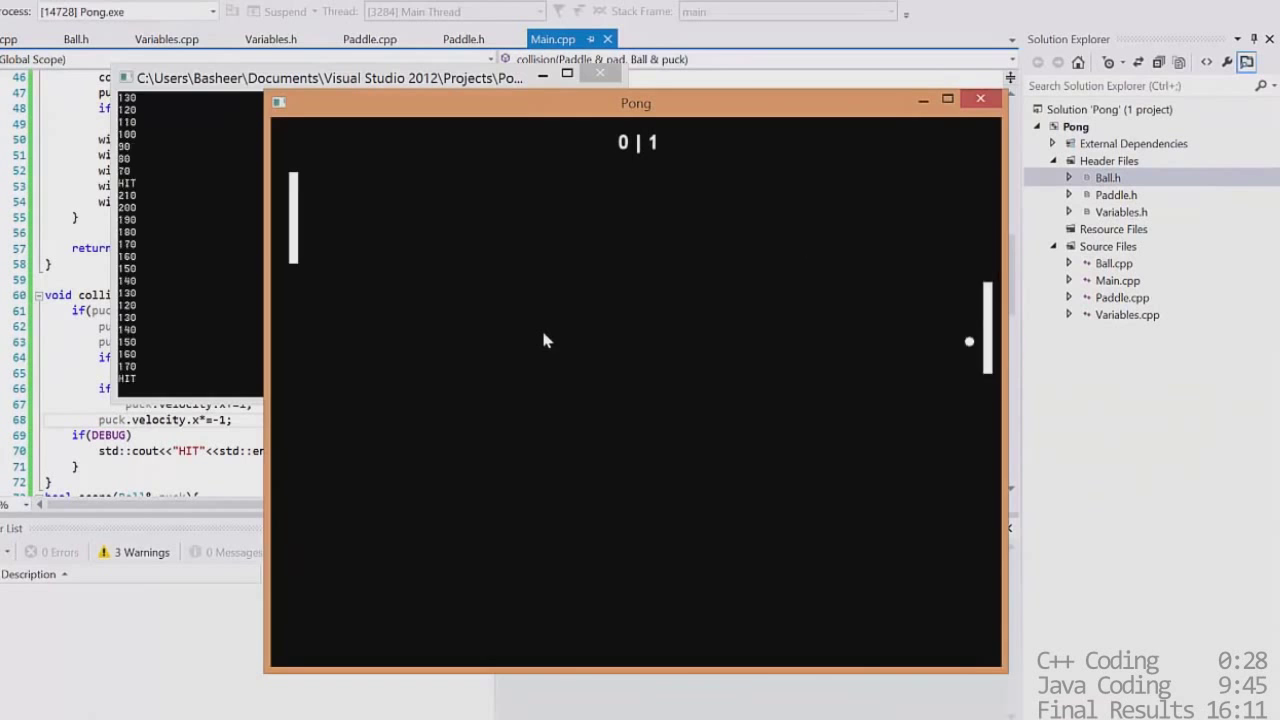 Process: [14728] Pong.exe Suspend Thread: [3284] Main Thread Stack Frame: main
cpp Ball.h Variables.cpp Variables.h Paddle.cpp Paddle.h Main.cpp
Global Scope) collision(Paddle & pad, Ball & puck)
C:\Users\Basheer\Documents\Visual Studio 2012\Projects\Po...
46 co
47 pu
48 if
49
50 wi
51 wi
52 wi
53 wi
54 wi
55 }
56
57 return
58 }
59
60 void colli
61 if(puc
62 pu
63 pu
64 if
65
66 if
67 puck.velocity.x+=1;
68 puck.velocity.x*=-1;
69 if(DEBUG)
70 std::cout<<"HIT"<<std::en
71 }
72 }
130
120
110
100
90
80
70
HIT
210
200
190
180
170
160
150
140
130
120
130
140
150
160
170
HIT
Pong
0 | 1
%
r List
0 Errors 3 Warnings 0 Messages
Description
Solution Explorer
Search Solution Explorer (Ctrl+;)
Solution 'Pong' (1 project)
Pong
External Dependencies
Header Files
Ball.h
Paddle.h
Variables.h
Resource Files
Source Files
Ball.cpp
Main.cpp
Paddle.cpp
Variables.cpp
C++ Coding 0:28
Java Coding 9:45
Final Results 16:11